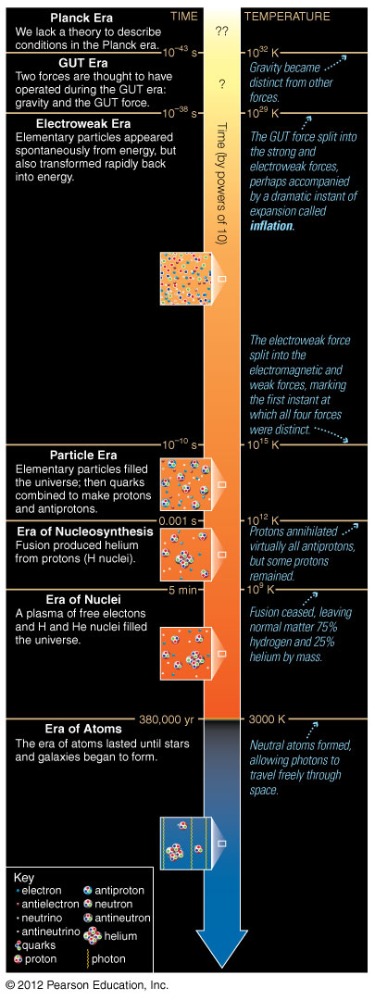 Planck Era
We lack a theory to describe
conditions in the Planck era.
TIME
TEMPERATURE
??
10⁻⁴³ s
10³² K
GUT Era
Two forces are thought to have
operated during the GUT era:
gravity and the GUT force.
?
Gravity became
distinct from other
forces.
10⁻³⁸ s
10²⁹ K
Electroweak Era
Elementary particles appeared
spontaneously from energy, but
also transformed rapidly back
into energy.
Time (by powers of 10)
The GUT force split into
the strong and
electroweak forces,
perhaps accompanied
by a dramatic instant of
expansion called
inflation.
The electroweak force
split into the
electromagnetic and
weak forces, marking
the first instant at
which all four forces
were distinct.
10⁻¹⁰ s
10¹⁵ K
Particle Era
Elementary particles filled
the universe; then quarks
combined to make protons
and antiprotons.
0.001 s
10¹² K
Era of Nucleosynthesis
Fusion produced helium
from protons (H nuclei).
Protons annihilated
virtually all antiprotons,
but some protons
remained.
5 min
10⁹ K
Era of Nuclei
A plasma of free electons
and H and He nuclei filled
the universe.
Fusion ceased, leaving
normal matter 75%
hydrogen and 25%
helium by mass.
380,000 yr
3000 K
Era of Atoms
The era of atoms lasted until stars
and galaxies began to form.
Neutral atoms formed,
allowing photons to
travel freely through
space.
Key
electron
antielectron
neutrino
antineutrino
quarks
proton
antiproton
neutron
antineutron
helium
photon
© 2012 Pearson Education, Inc.